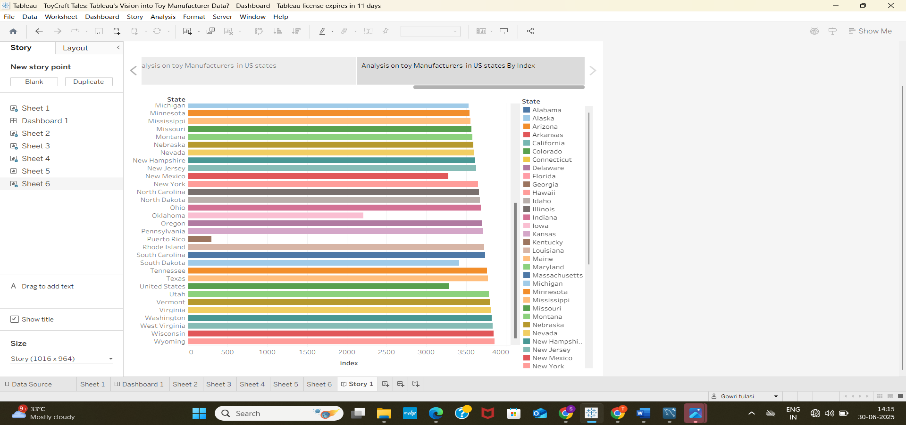 Tableau - ToyCraft Tales: Tableau's Vision into Toy Manufacturer Data? - Dashboard - Tableau license expires in 11 days
File Data Worksheet Dashboard Story Analysis Format Server Window Help
Show Me
Story Layout
New story point
Blank Duplicate
Sheet 1
Dashboard 1
Sheet 2
Sheet 3
Sheet 4
Sheet 5
Sheet 6
A Drag to add text
Show title
Size
Story (1016 x 964)
alysis on toy Manufacturers in US states
Analysis on toy Manufacturers in US states By Index
State
Michigan
Minnesota
Mississippi
Missouri
Montana
Nebraska
Nevada
New Hampshire
New Jersey
New Mexico
New York
North Carolina
North Dakota
Ohio
Oklahoma
Oregon
Pennsylvania
Puerto Rico
Rhode Island
South Carolina
South Dakota
Tennessee
Texas
United States
Utah
Vermont
Virginia
Washington
West Virginia
Wisconsin
Wyoming
0 500 1000 1500 2000 2500 3000 3500 4000
Index
State
Alabama
Alaska
Arizona
Arkansas
California
Colorado
Connecticut
Delaware
Florida
Georgia
Hawaii
Idaho
Illinois
Indiana
Iowa
Kansas
Kentucky
Louisiana
Maine
Maryland
Massachusetts
Michigan
Minnesota
Mississippi
Missouri
Montana
Nebraska
Nevada
New Hampshi..
New Jersey
New Mexico
New York
Data Source Sheet 1 Dashboard 1 Sheet 2 Sheet 3 Sheet 4 Sheet 5 Sheet 6 Story 1
Gowri tulasi
33°C
Mostly cloudy
Search
ENG
IN
14:15
30-06-2025